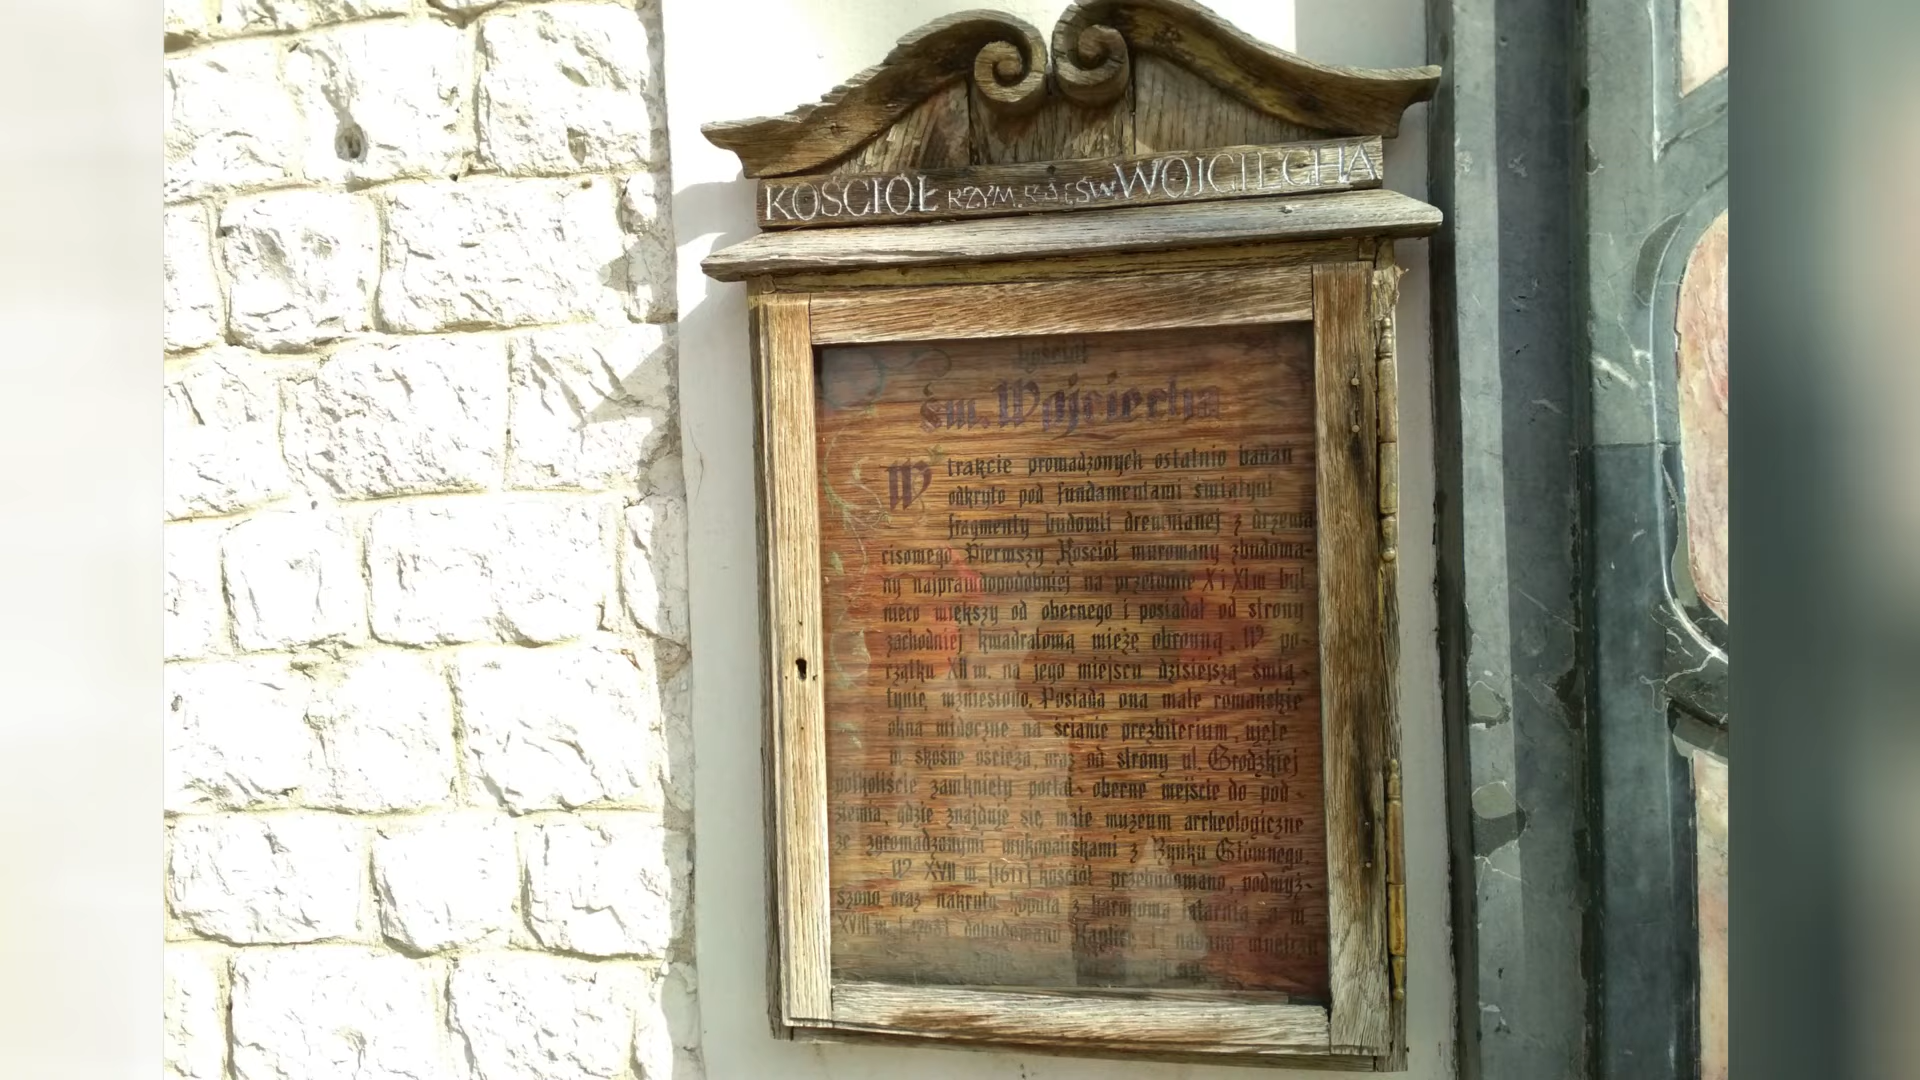 KOŚCIÓŁ RZYM. KAT. ŚW. WOJCIECHA
kościół
św. Wojciecha
W trakcie prowadzonych ostatnio badań
odkryto pod fundamentami świątyni
fragmenty budowli drewnianej z drzewa
cisowego. Pierwszy Kościół murowany zbudowa-
ny najprawdopodobniej na przełomie X i XI w. był
nieco większy od obecnego i posiadał od strony
zachodniej kwadratową wieżę obronną. W po-
czątku XII w. na jego miejscu dzisiejszą świą-
tynię wzniesiono. Posiada ona małe romańskie
okna widoczne na ścianie prezbiterium, ujęte
w skośne ościeża, oraz od strony ul. Grodzkiej
półkoliście zamknięty portal - obecne wejście do pod-
ziemia, gdzie znajduje się małe muzeum archeologiczne
ze zgromadzonymi wykopaliskami z Rynku Głównego.
W XVII w. [1611] kościół przebudowano, podwyż-
szono oraz nakryto kopułą z barokową latarnią, a w
XVIII w. dobudowano Kaplicę i nadano wnętrzu